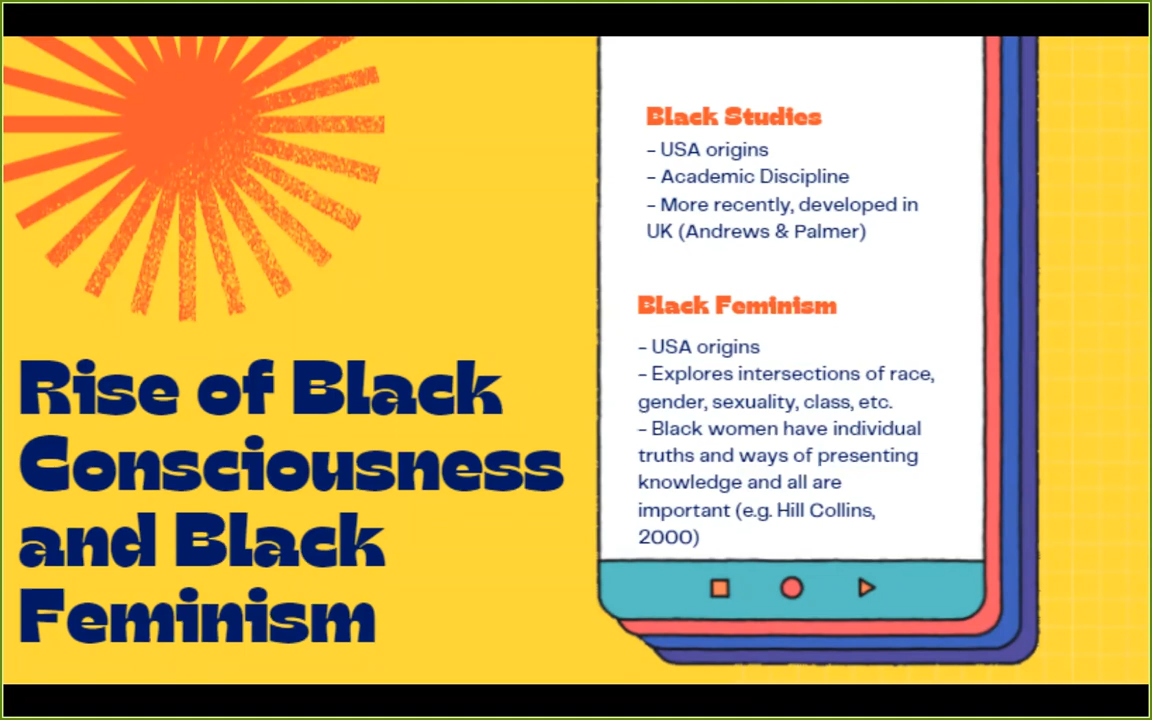 Rise of Black
Consciousness
and Black
Feminism
Black Studies
- USA origins
- Academic Discipline
- More recently, developed in
UK (Andrews & Palmer)
Black Feminism
- USA origins
- Explores intersections of race,
gender, sexuality, class, etc.
- Black women have individual
truths and ways of presenting
knowledge and all are
important (e.g. Hill Collins,
2000)